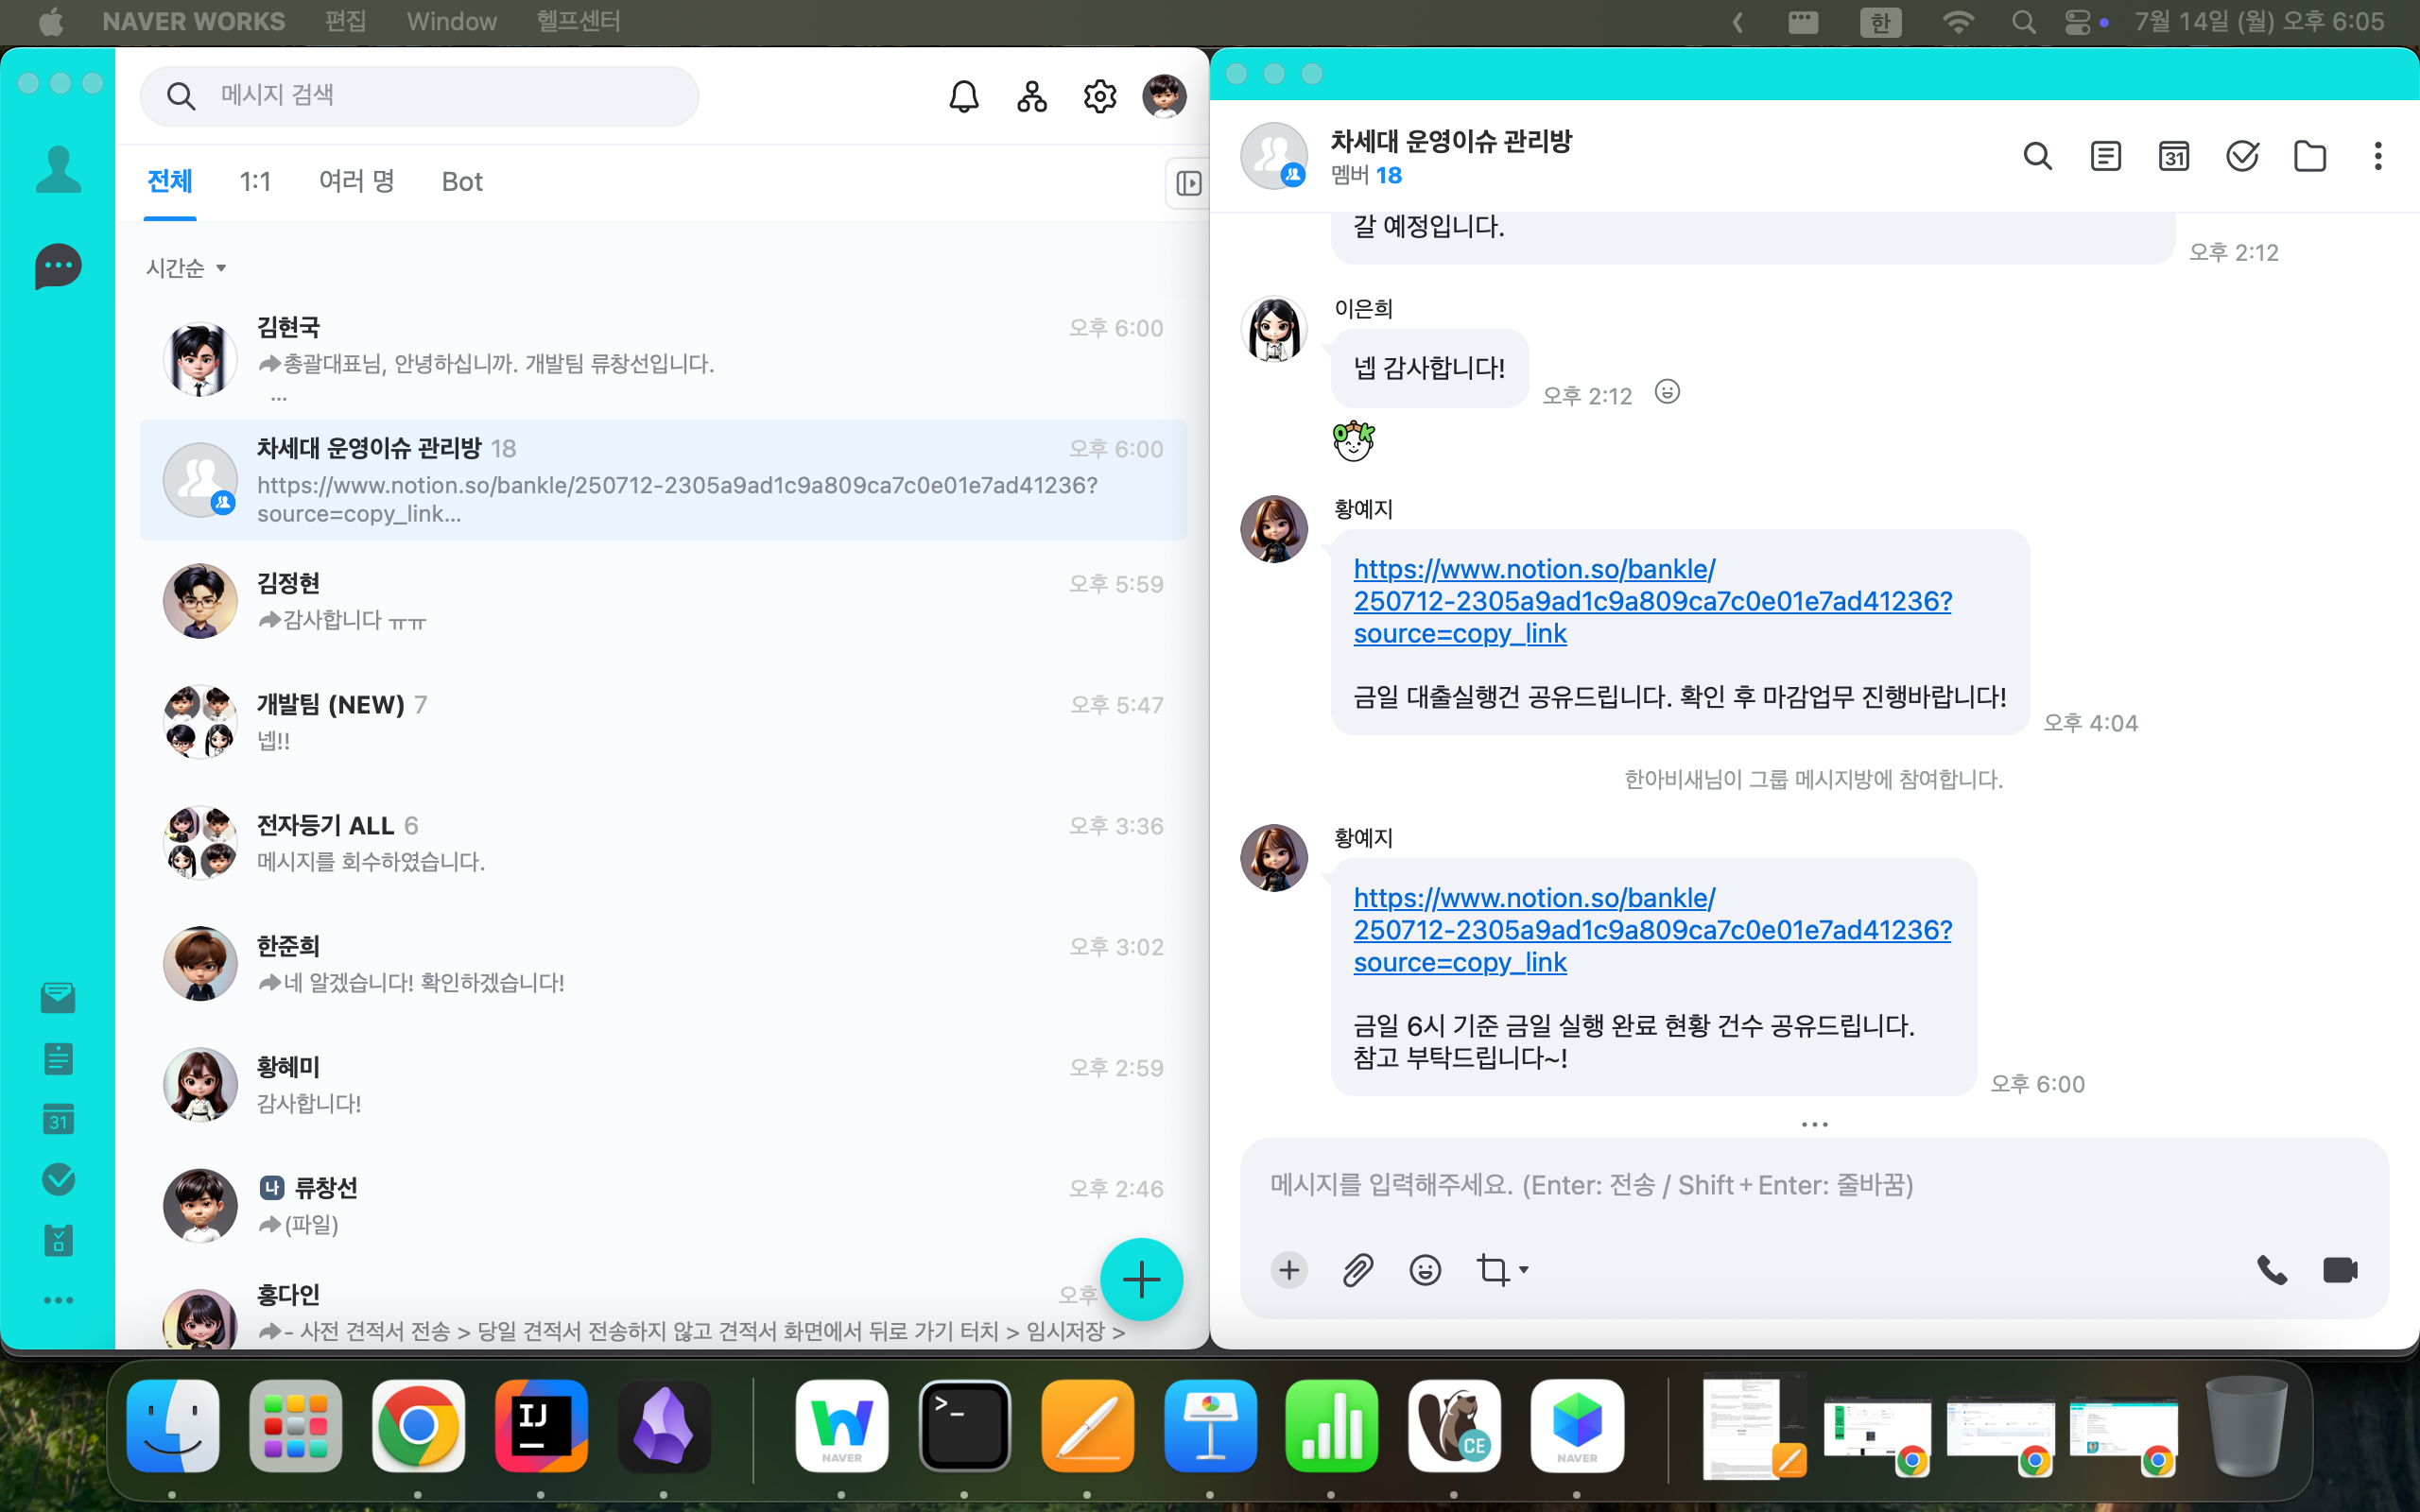 NAVER WORKS 편집 Window 헬프센터
한 7월 14일 (월) 오후 6:05
메시지 검색
전체 1:1 여러 명 Bot
시간순
김현국 오후 6:00
총괄대표님, 안녕하십니까. 개발팀 류창선입니다.
...
차세대 운영이슈 관리방 18 오후 6:00
https://www.notion.so/bankle/250712-2305a9ad1c9a809ca7c0e01e7ad41236?
source=copy_link...
김정현 오후 5:59
감사합니다 ㅠㅠ
개발팀 (NEW) 7 오후 5:47
넵!!
전자등기 ALL 6 오후 3:36
메시지를 회수하였습니다.
한준희 오후 3:02
네 알겠습니다! 확인하겠습니다!
황혜미 오후 2:59
감사합니다!
나 류창선 오후 2:46
(파일)
홍다인 오후
- 사전 견적서 전송 > 당일 견적서 전송하지 않고 견적서 화면에서 뒤로 가기 터치 > 임시저장 >
31
차세대 운영이슈 관리방
멤버 18
31
갈 예정입니다.
오후 2:12
이은희
넵 감사합니다!
오후 2:12
OK
황예지
https://www.notion.so/bankle/
250712-2305a9ad1c9a809ca7c0e01e7ad41236?
source=copy_link
금일 대출실행건 공유드립니다. 확인 후 마감업무 진행바랍니다!
오후 4:04
한아비새님이 그룹 메시지방에 참여합니다.
황예지
https://www.notion.so/bankle/
250712-2305a9ad1c9a809ca7c0e01e7ad41236?
source=copy_link
금일 6시 기준 금일 실행 완료 현황 건수 공유드립니다.
참고 부탁드립니다~!
오후 6:00
메시지를 입력해주세요. (Enter: 전송 / Shift+Enter: 줄바꿈)
IJ
W
NAVER
>_
CE
NAVER